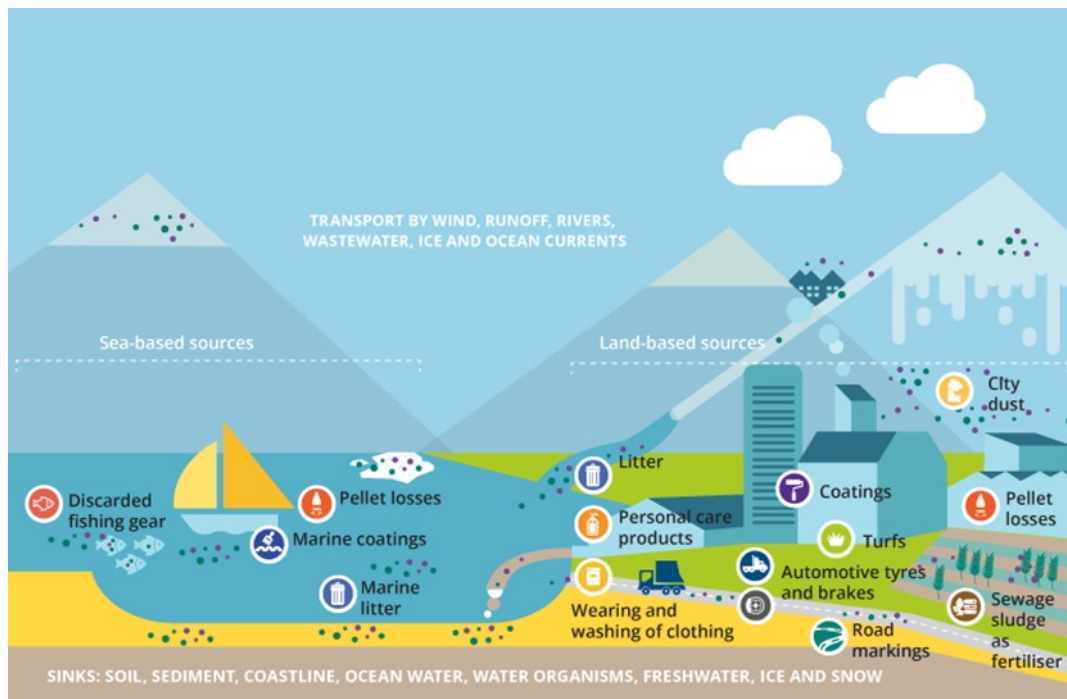 TRANSPORT BY WIND, RUNOFF, RIVERS,
WASTEWATER, ICE AND OCEAN CURRENTS
Sea-based sources
Land-based sources
CIty
dust
Litter
Discarded
fishing gear
Pellet losses
Coatings
Pellet
losses
Personal care
products
Marine coatings
Turfs
Automotive tyres
and brakes
Marine
litter
Wearing and
washing of clothing
Sewage
sludge
as
fertiliser
Road
markings
SINKS: SOIL, SEDIMENT, COASTLINE, OCEAN WATER, WATER ORGANISMS, FRESHWATER, ICE AND SNOW